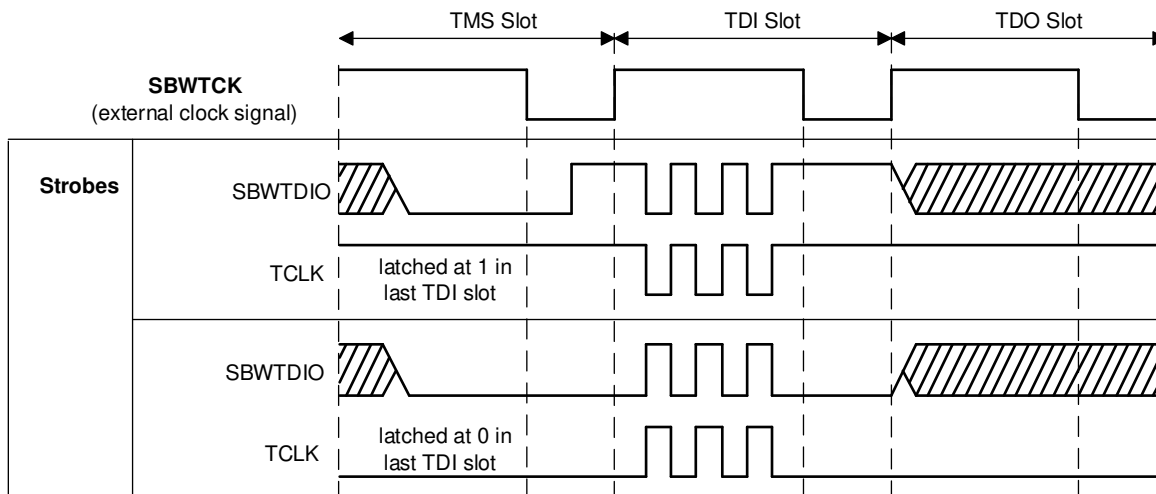 TMS Slot TDI Slot TDO Slot
SBWTCK
(external clock signal)
Strobes
SBWTDIO
TCLK
latched at 1 in
last TDI slot
SBWTDIO
TCLK
latched at 0 in
last TDI slot